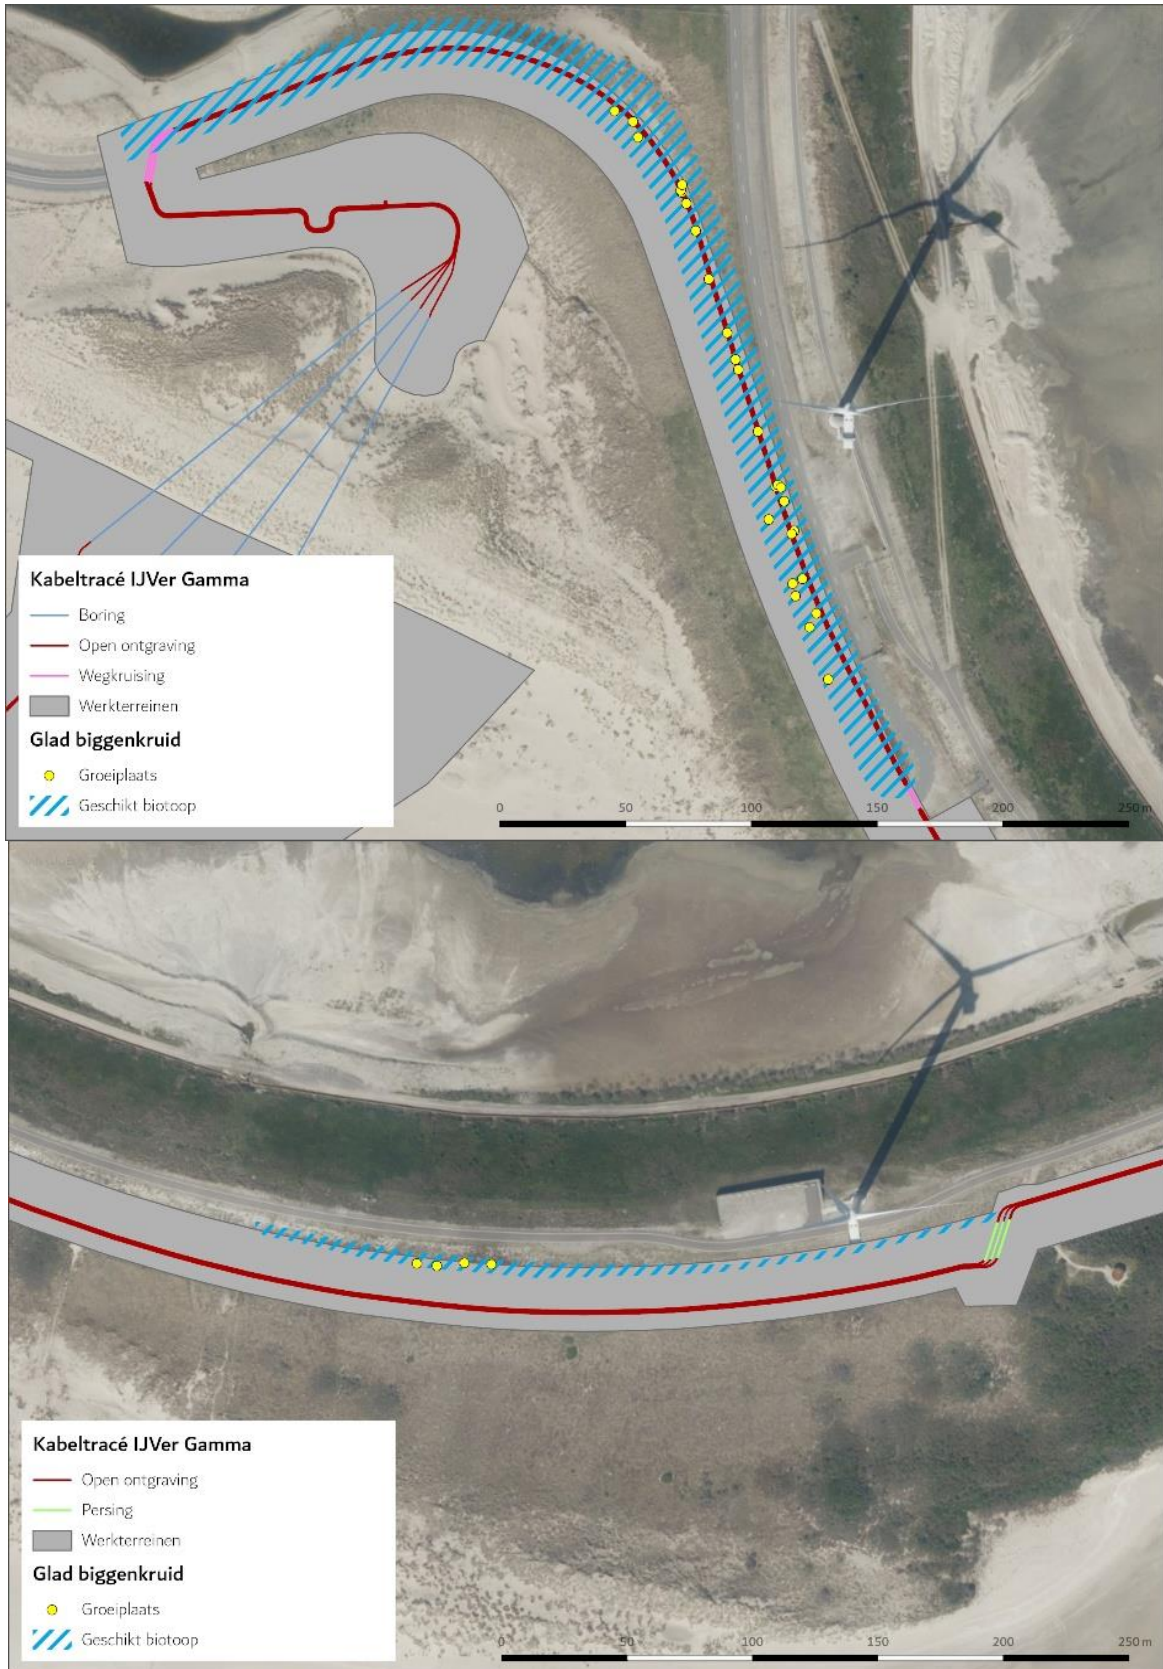 Kabeltracé IJVer Gamma
Boring
Open ontgraving
Wegkruising
Werkterreinen
Glad biggenkruid
Groeiplaats
Geschikt biotoop
0 50 100 150 200 250 m
Kabeltracé IJVer Gamma
Open ontgraving
Persing
Werkterreinen
Glad biggenkruid
Groeiplaats
Geschikt biotoop
0 50 100 150 200 250 m